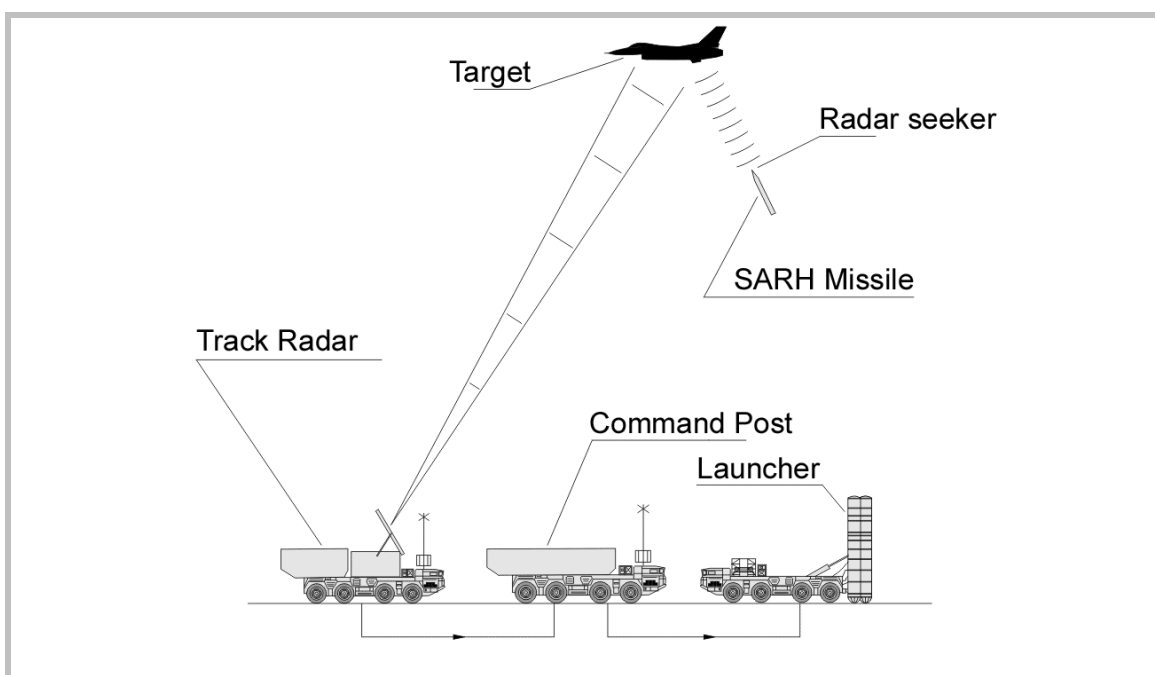 Target
Radar seeker
SARH Missile
Track Radar
Command Post
Launcher